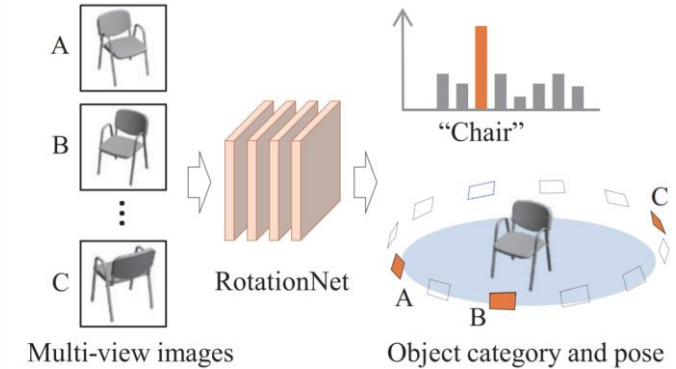 A
B
C
Multi-view images
RotationNet
“Chair”
C
A
B
Object category and pose